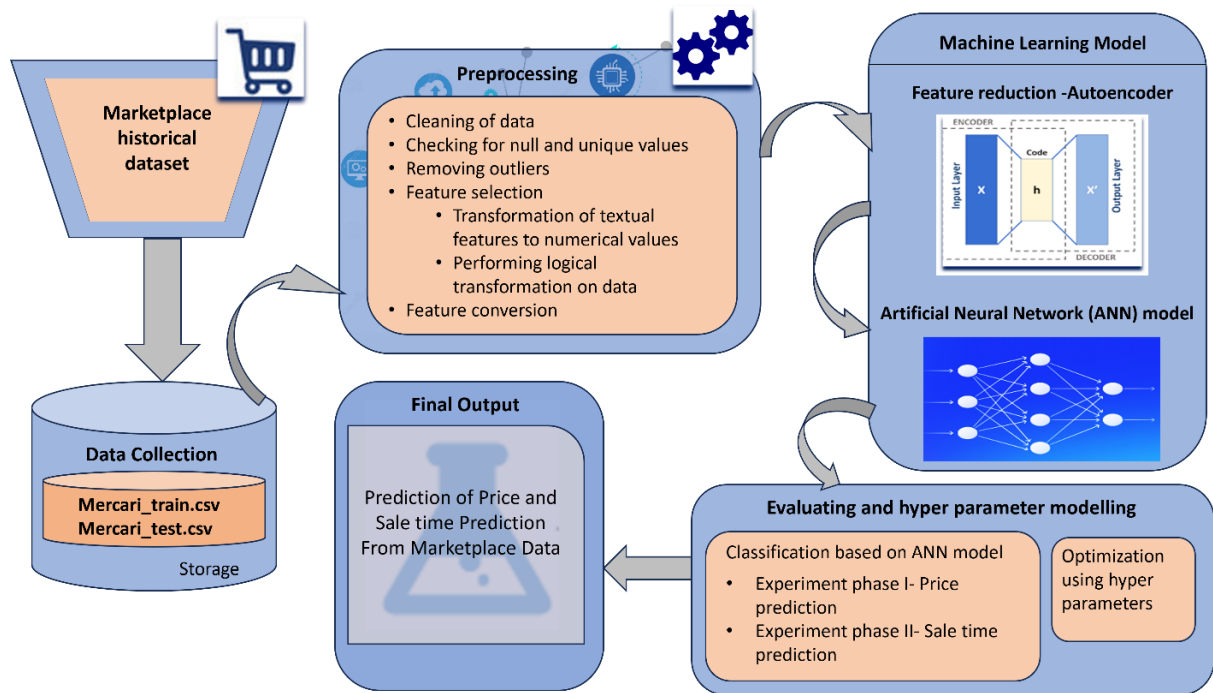 Marketplace
historical
dataset
Data Collection
Mercari_train.csv
Mercari_test.csv
Storage
Preprocessing
• Cleaning of data
• Checking for null and unique values
• Removing outliers
• Feature selection
• Transformation of textual
features to numerical values
• Performing logical
transformation on data
• Feature conversion
Machine Learning Model
Feature reduction -Autoencoder
ENCODER
Code
Input Layer
X
h
X'
Output Layer
DECODER
Artificial Neural Network (ANN) model
Evaluating and hyper parameter modelling
Classification based on ANN model
• Experiment phase I- Price
prediction
• Experiment phase II- Sale time
prediction
Optimization
using hyper
parameters
Final Output
Prediction of Price and
Sale time Prediction
From Marketplace Data